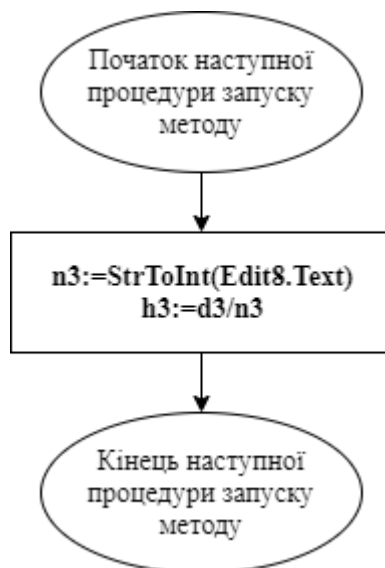 Початок наступної
процедури запуску
методу
n3:=StrToInt(Edit8.Text)
h3:=d3/n3
Кінець наступної
процедури запуску
методу